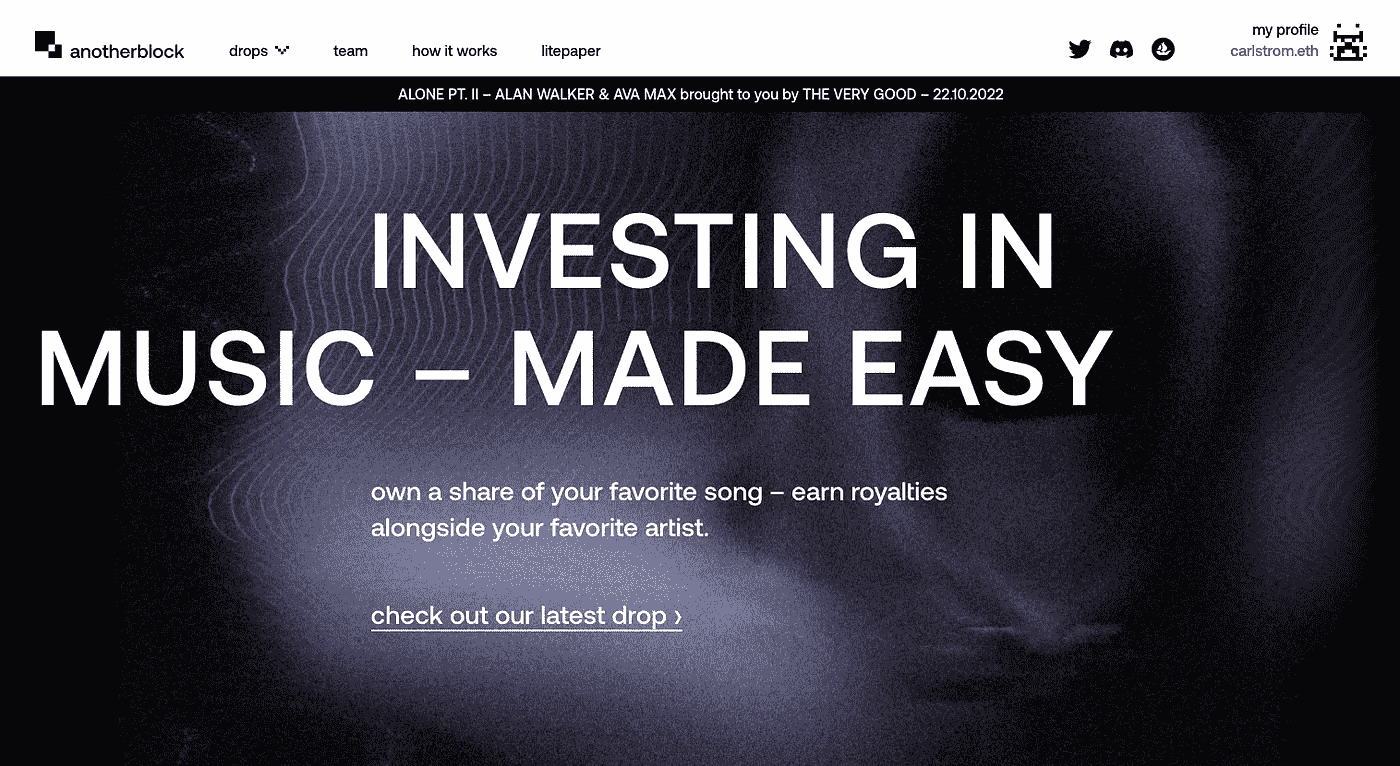 anotherblock
drops
team
how it works
litepaper
my profile
carlstrom.eth
ALONE PT. II – ALAN WALKER & AVA MAX brought to you by THE VERY GOOD – 22.10.2022
INVESTING IN
MUSIC – MADE EASY
own a share of your favorite song – earn royalties
alongside your favorite artist.
check out our latest drop ›